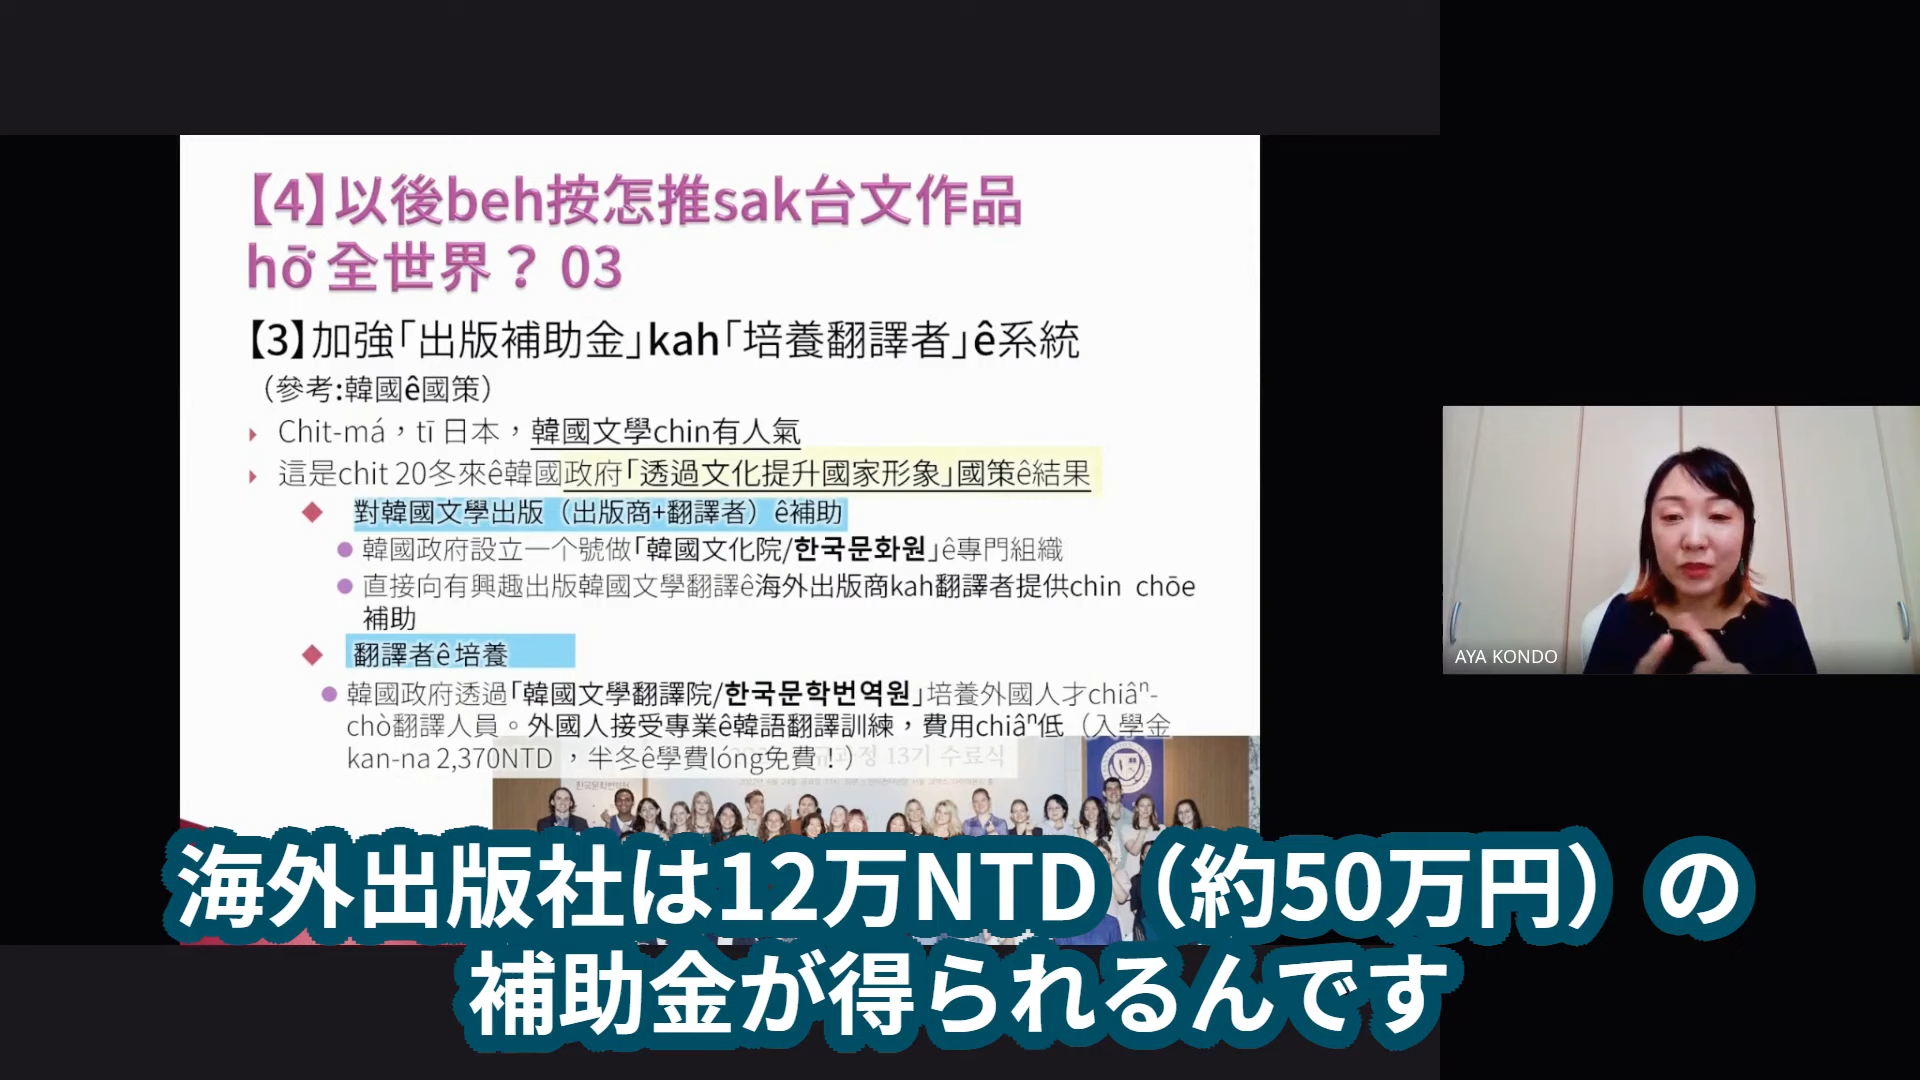 【4】以後beh按怎推sak台文作品
hō͘ 全世界？ 03
【3】加強「出版補助金」kah「培養翻譯者」ê系統
（參考:韓國ê國策）
Chit-má，tī 日本，韓國文學chin有人氣
這是chit 20冬來ê韓國政府「透過文化提升國家形象」國策ê結果
對韓國文學出版（出版商+翻譯者）ê補助
韓國政府設立一个號做「韓國文化院/한국문화원」ê專門組織
直接向有興趣出版韓國文學翻譯ê海外出版商kah翻譯者提供chin chōe
補助
翻譯者ê培養
韓國政府透過「韓國文學翻譯院/한국문학번역원」培養外國人才chiâⁿ-
chò翻譯人員。外國人接受專業ê韓語翻譯訓練，費用chiâⁿ低（入學金
kan-na 2,370NTD ，半冬ê學費lóng免費！）
13기 수료식
AYA KONDO
海外出版社は12万NTD（約50万円）の
補助金が得られるんです